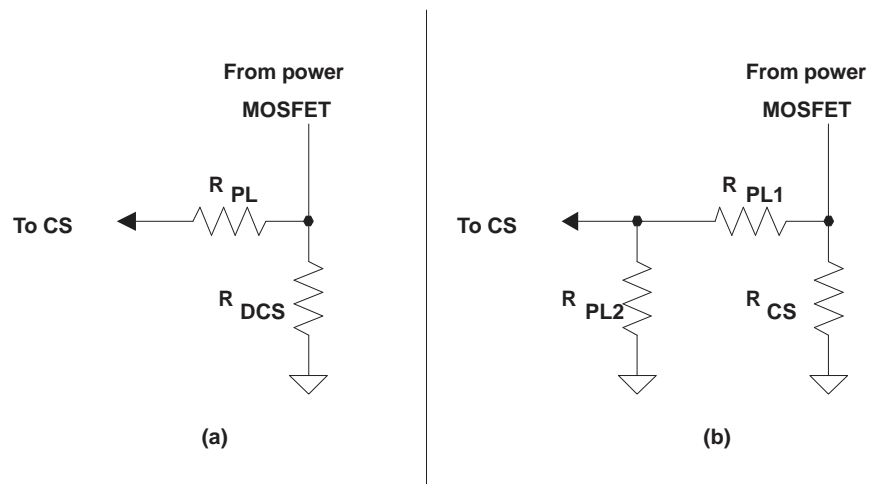 From power
MOSFET
R PL
To CS
R DCS
(a)
From power
MOSFET
R PL1
To CS
R PL2
R CS
(b)